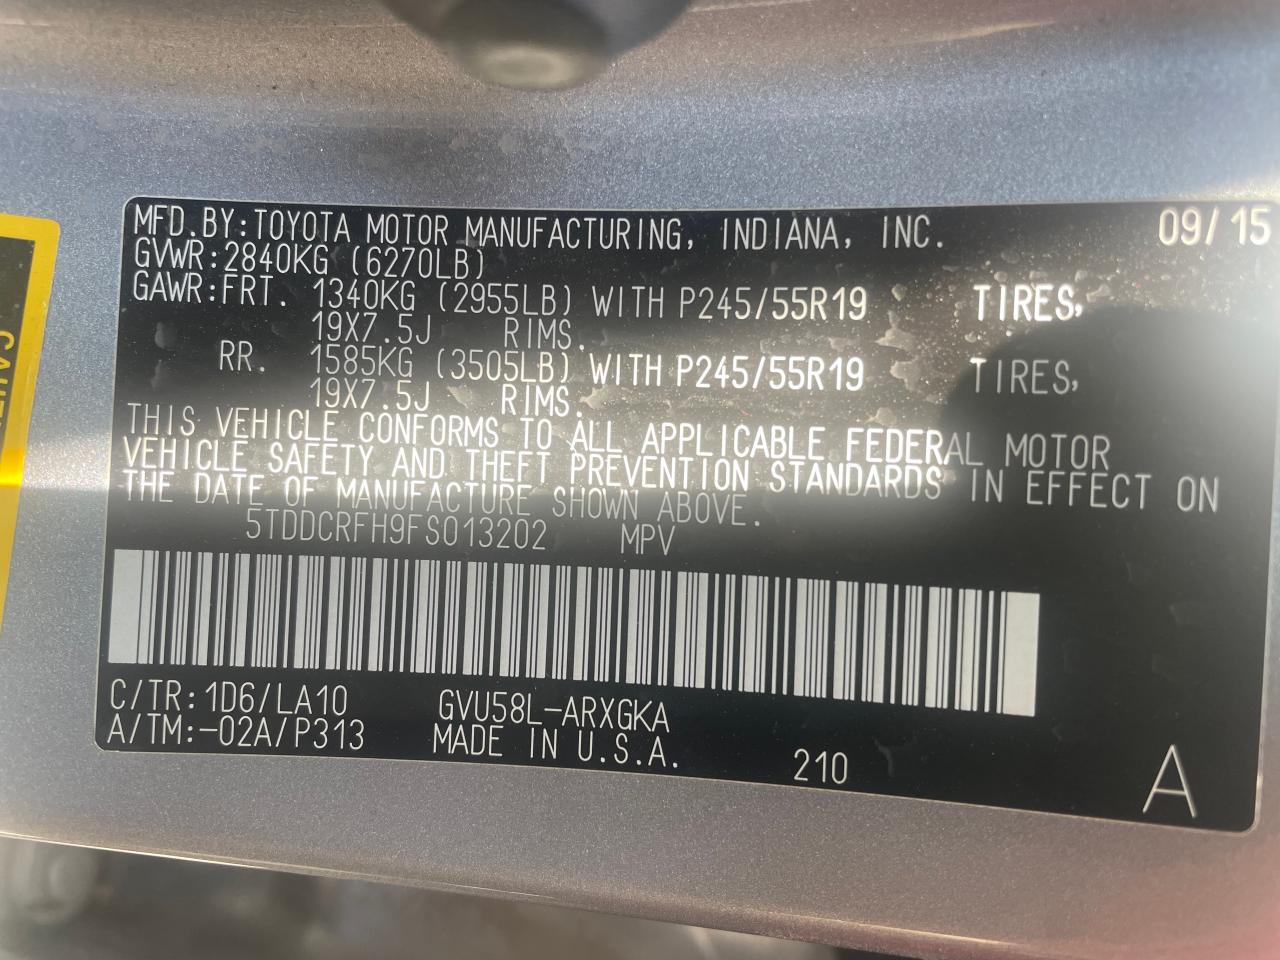 MFD.BY:TOYOTA MOTOR MANUFACTURING, INDIANA, INC. 09/15
GVWR:2840KG (6270LB)
GAWR:FRT. 1340KG (2955LB) WITH P245/55R19 TIRES,
19X7.5J RIMS.
RR. 1585KG (3505LB) WITH P245/55R19 TIRES,
19X7.5J RIMS.
THIS VEHICLE CONFORMS TO ALL APPLICABLE FEDERAL MOTOR
VEHICLE SAFETY AND THEFT PREVENTION STANDARDS IN EFFECT ON
THE DATE OF MANUFACTURE SHOWN ABOVE.
5TDDCRFH9FS013202 MPV
C/TR:1D6/LA10 GVU58L-ARXGKA
A/TM:-02A/P313 MADE IN U.S.A.
210
A